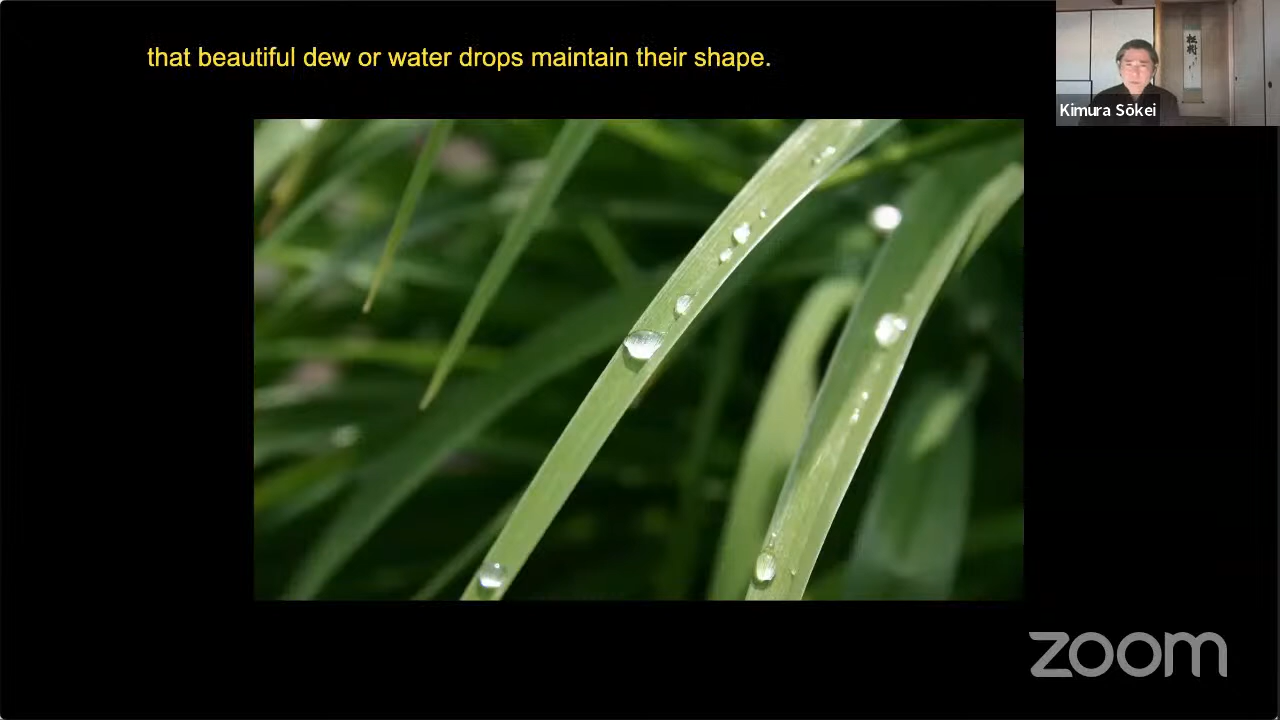 that beautiful dew or water drops maintain their shape.
Kimura Sōkei
zoom